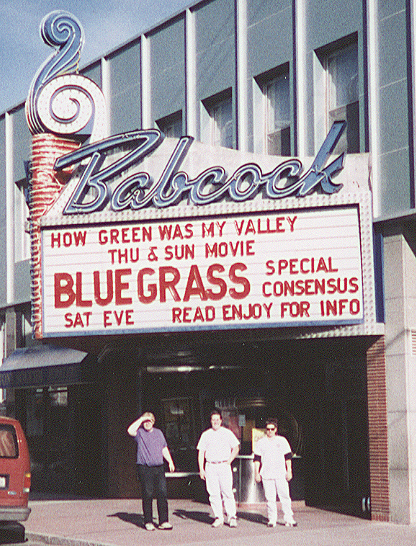 Babcock
HOW GREEN WAS MY VALLEY
THU & SUN MOVIE
BLUEGRASS SPECIAL CONSENSUS
SAT EVE READ ENJOY FOR INFO